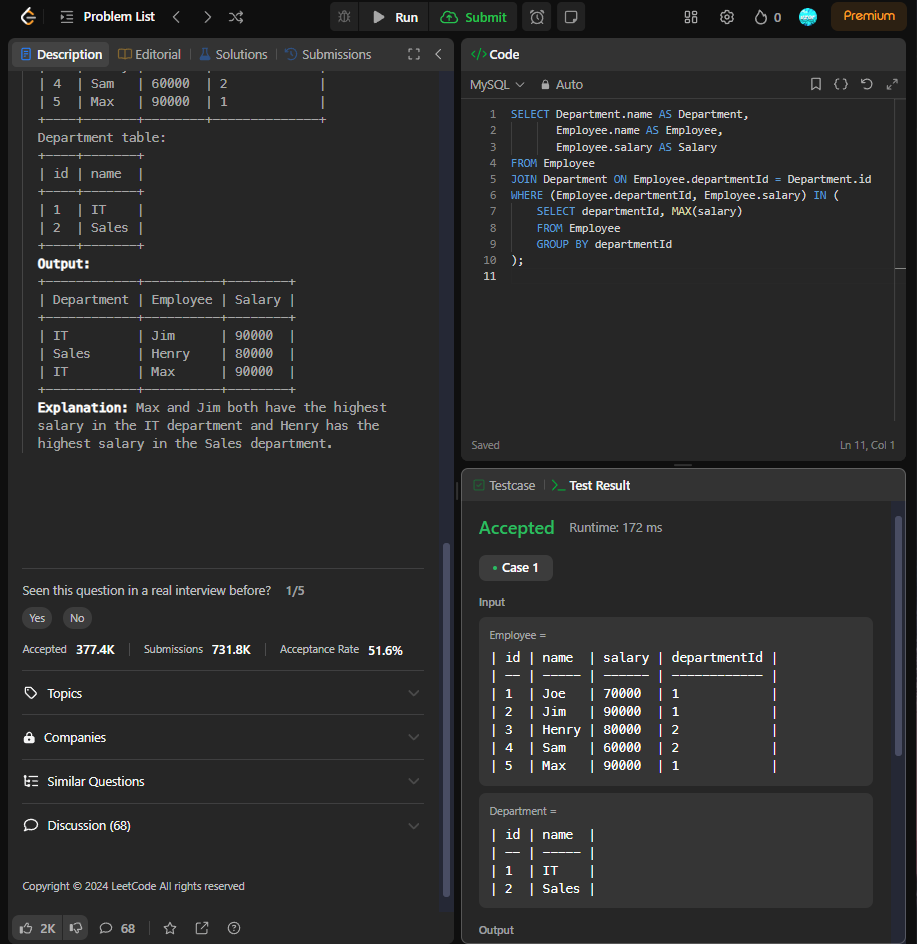 Problem List
Run
Submit
0
Premium
Description
Editorial
Solutions
Submissions
| 4 | Sam | 60000 | 2 |
| 5 | Max | 90000 | 1 |
+----+-------+--------+--------------+
Department table:
+----+-------+
| id | name |
+----+-------+
| 1 | IT |
| 2 | Sales |
+----+-------+
Output:
+------------+----------+--------+
| Department | Employee | Salary |
+------------+----------+--------+
| IT | Jim | 90000 |
| Sales | Henry | 80000 |
| IT | Max | 90000 |
+------------+----------+--------+
Explanation: Max and Jim both have the highest
salary in the IT department and Henry has the
highest salary in the Sales department.
Seen this question in a real interview before? 1/5
Yes No
Accepted 377.4K Submissions 731.8K Acceptance Rate 51.6%
Topics
Companies
Similar Questions
Discussion (68)
Copyright © 2024 LeetCode All rights reserved
2K 68
</> Code
MySQL Auto
1 SELECT Department.name AS Department,
2 Employee.name AS Employee,
3 Employee.salary AS Salary
4 FROM Employee
5 JOIN Department ON Employee.departmentId = Department.id
6 WHERE (Employee.departmentId, Employee.salary) IN (
7 SELECT departmentId, MAX(salary)
8 FROM Employee
9 GROUP BY departmentId
10 );
11
Saved Ln 11, Col 1
Testcase >_ Test Result
Accepted Runtime: 172 ms
• Case 1
Input
Employee =
| id | name | salary | departmentId |
| -- | ----- | ------ | ------------ |
| 1 | Joe | 70000 | 1 |
| 2 | Jim | 90000 | 1 |
| 3 | Henry | 80000 | 2 |
| 4 | Sam | 60000 | 2 |
| 5 | Max | 90000 | 1 |
Department =
| id | name |
| -- | ----- |
| 1 | IT |
| 2 | Sales |
Output